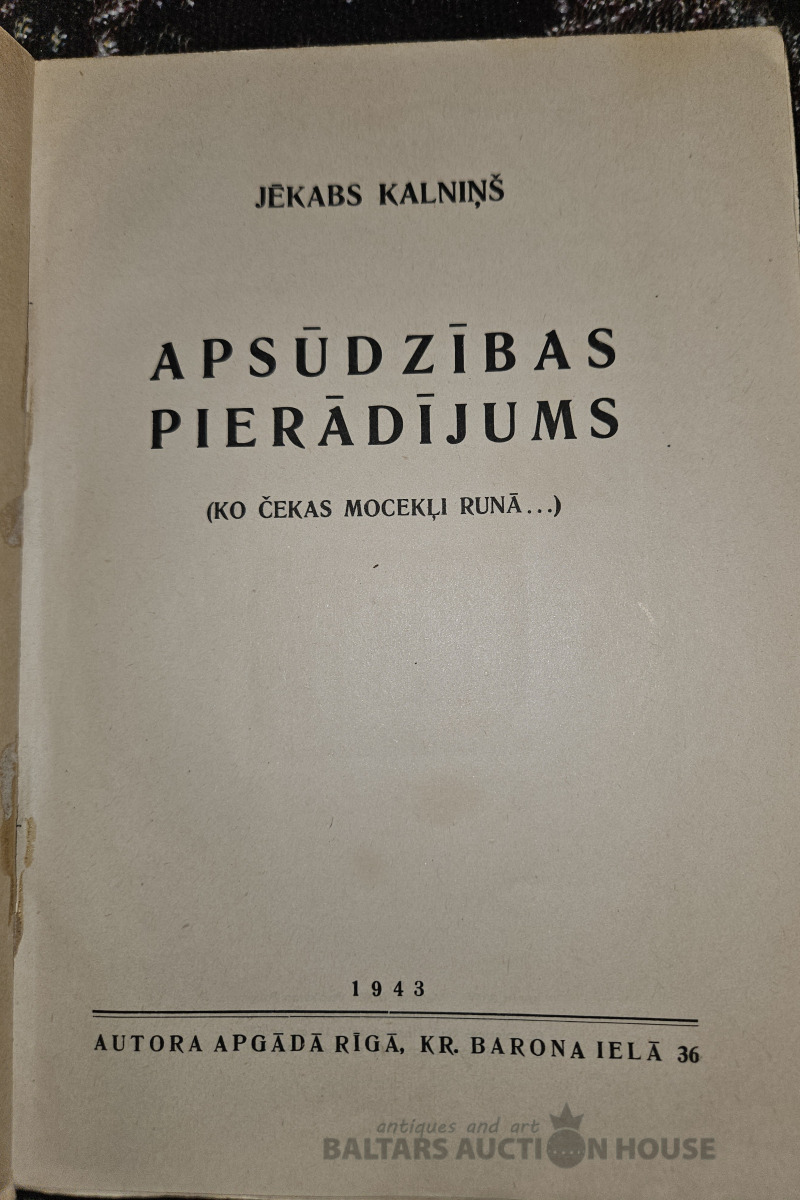 JĒKABS KALNIŅŠ
APSŪDZĪBAS
PIERĀDĪJUMS
(KO ČEKAS MOCEKĻI RUNĀ...)
1943
AUTORA APGĀDĀ RĪGĀ, KR. BARONA IELĀ 36
antiques and art
BALTARS AUCTION HOUSE